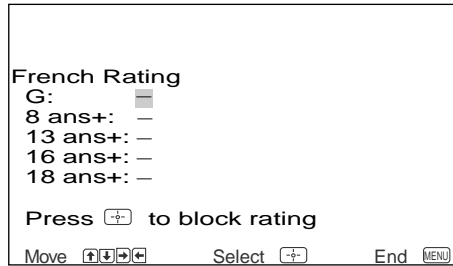 French Rating
G: —
8 ans+: —
13 ans+: —
16 ans+: —
18 ans+: —
Press to block rating
Move Select End MENU